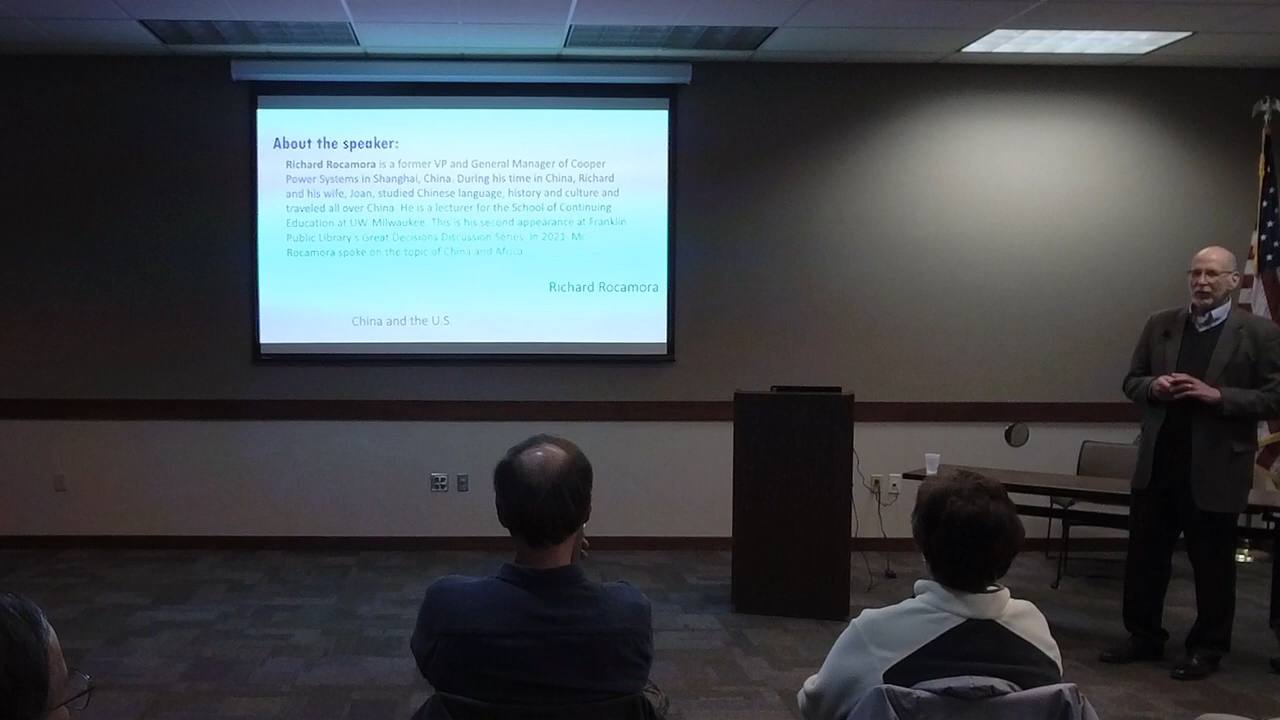 About the speaker:
Richard Rocamora is a former VP and General Manager of Cooper
Power Systems in Shanghai, China. During his time in China, Richard
and his wife, Joan, studied Chinese language, history and culture and
traveled all over China. He is a lecturer for the School of Continuing
Education at UW Milwaukee. This is his second appearance at Franklin
Public Library's Great Decisions Discussion Series. In 2021, Mr.
Rocamora spoke on the topic of China and Africa.
Richard Rocamora
China and the U.S.